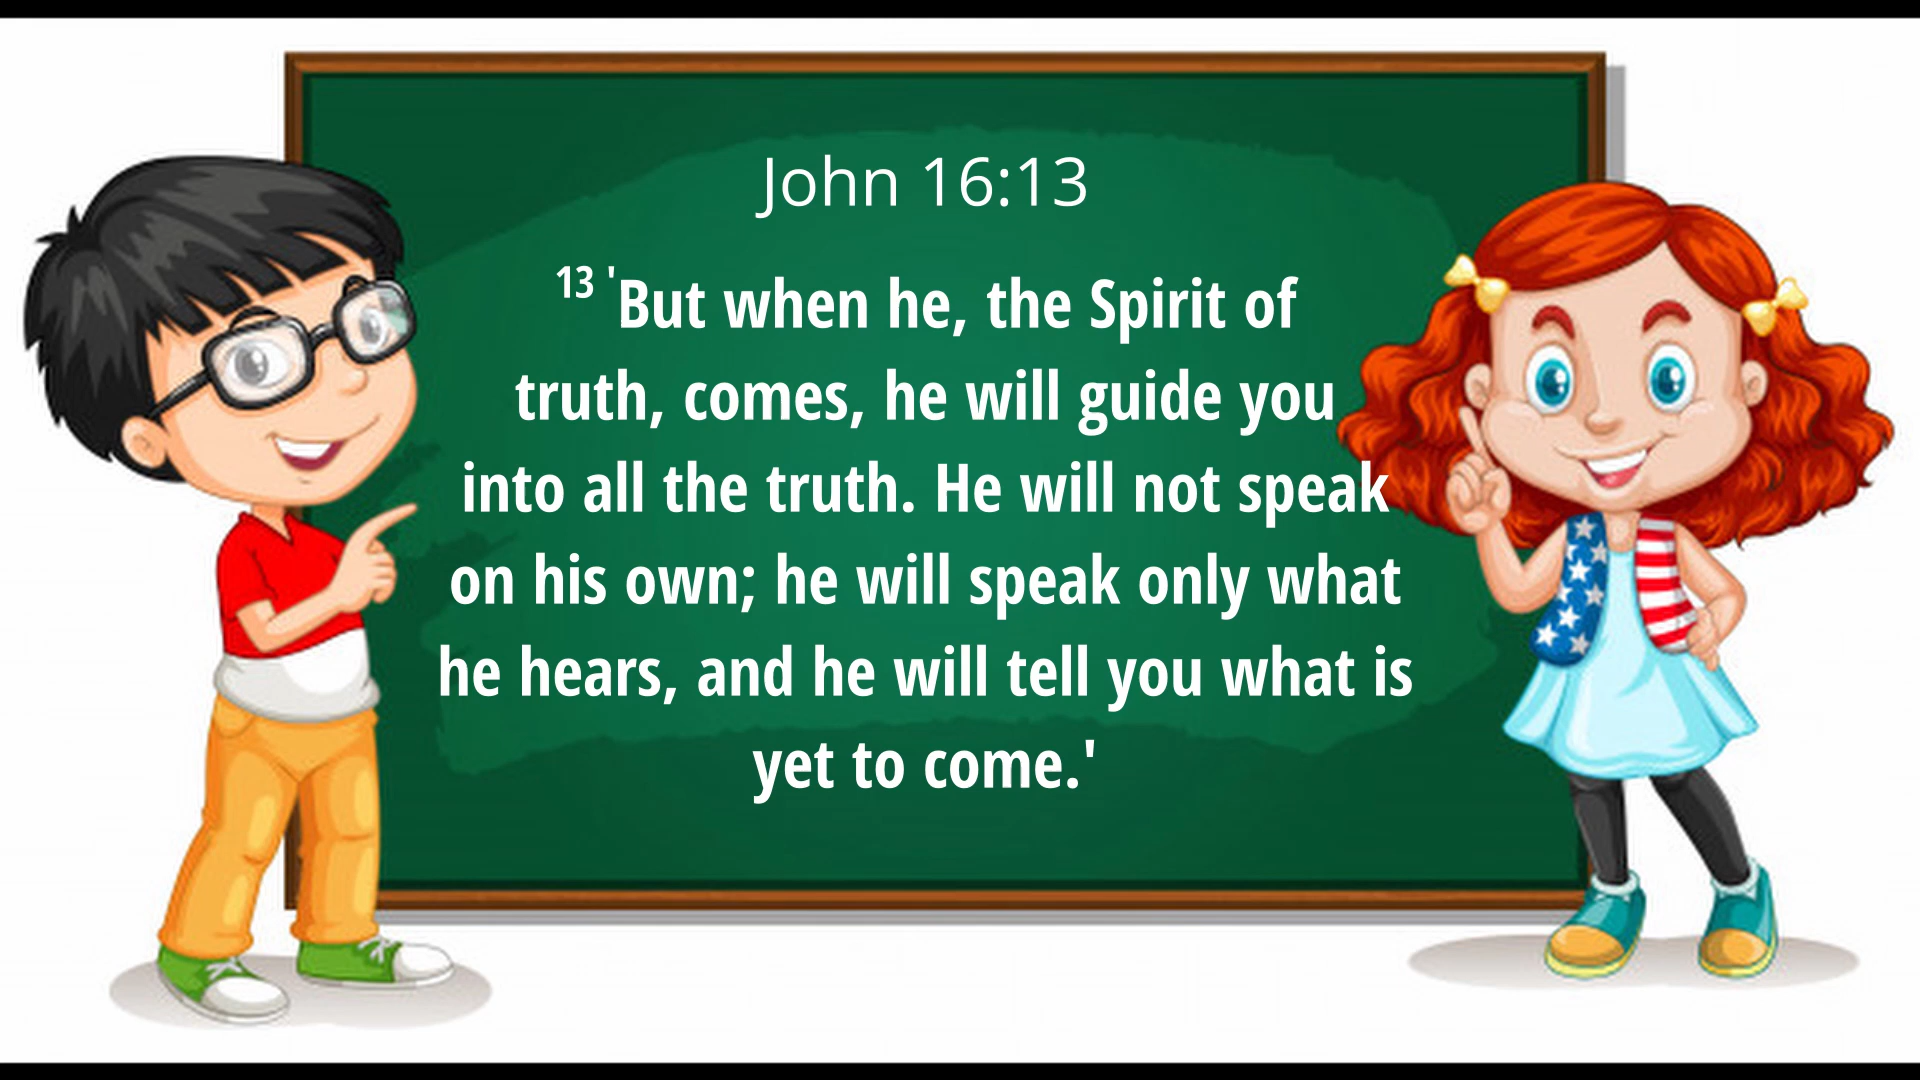 John 16:13
13 'But when he, the Spirit of
truth, comes, he will guide you
into all the truth. He will not speak
on his own; he will speak only what
he hears, and he will tell you what is
yet to come.'